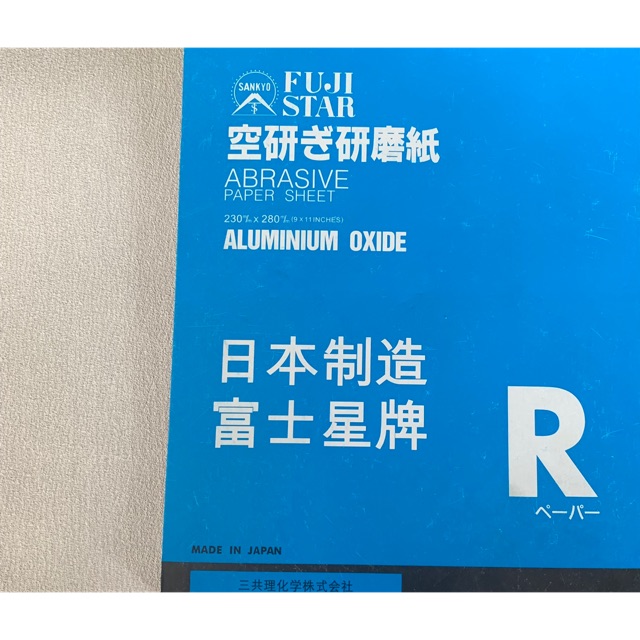 SANKYO
FUJI
STAR
空研ぎ研磨紙
ABRASIVE
PAPER SHEET
230㎜ x 280㎜ (9 X 11 INCHES)
ALUMINIUM OXIDE
日本制造
富士星牌
R
ペーパー
MADE IN JAPAN
三共理化学株式会社